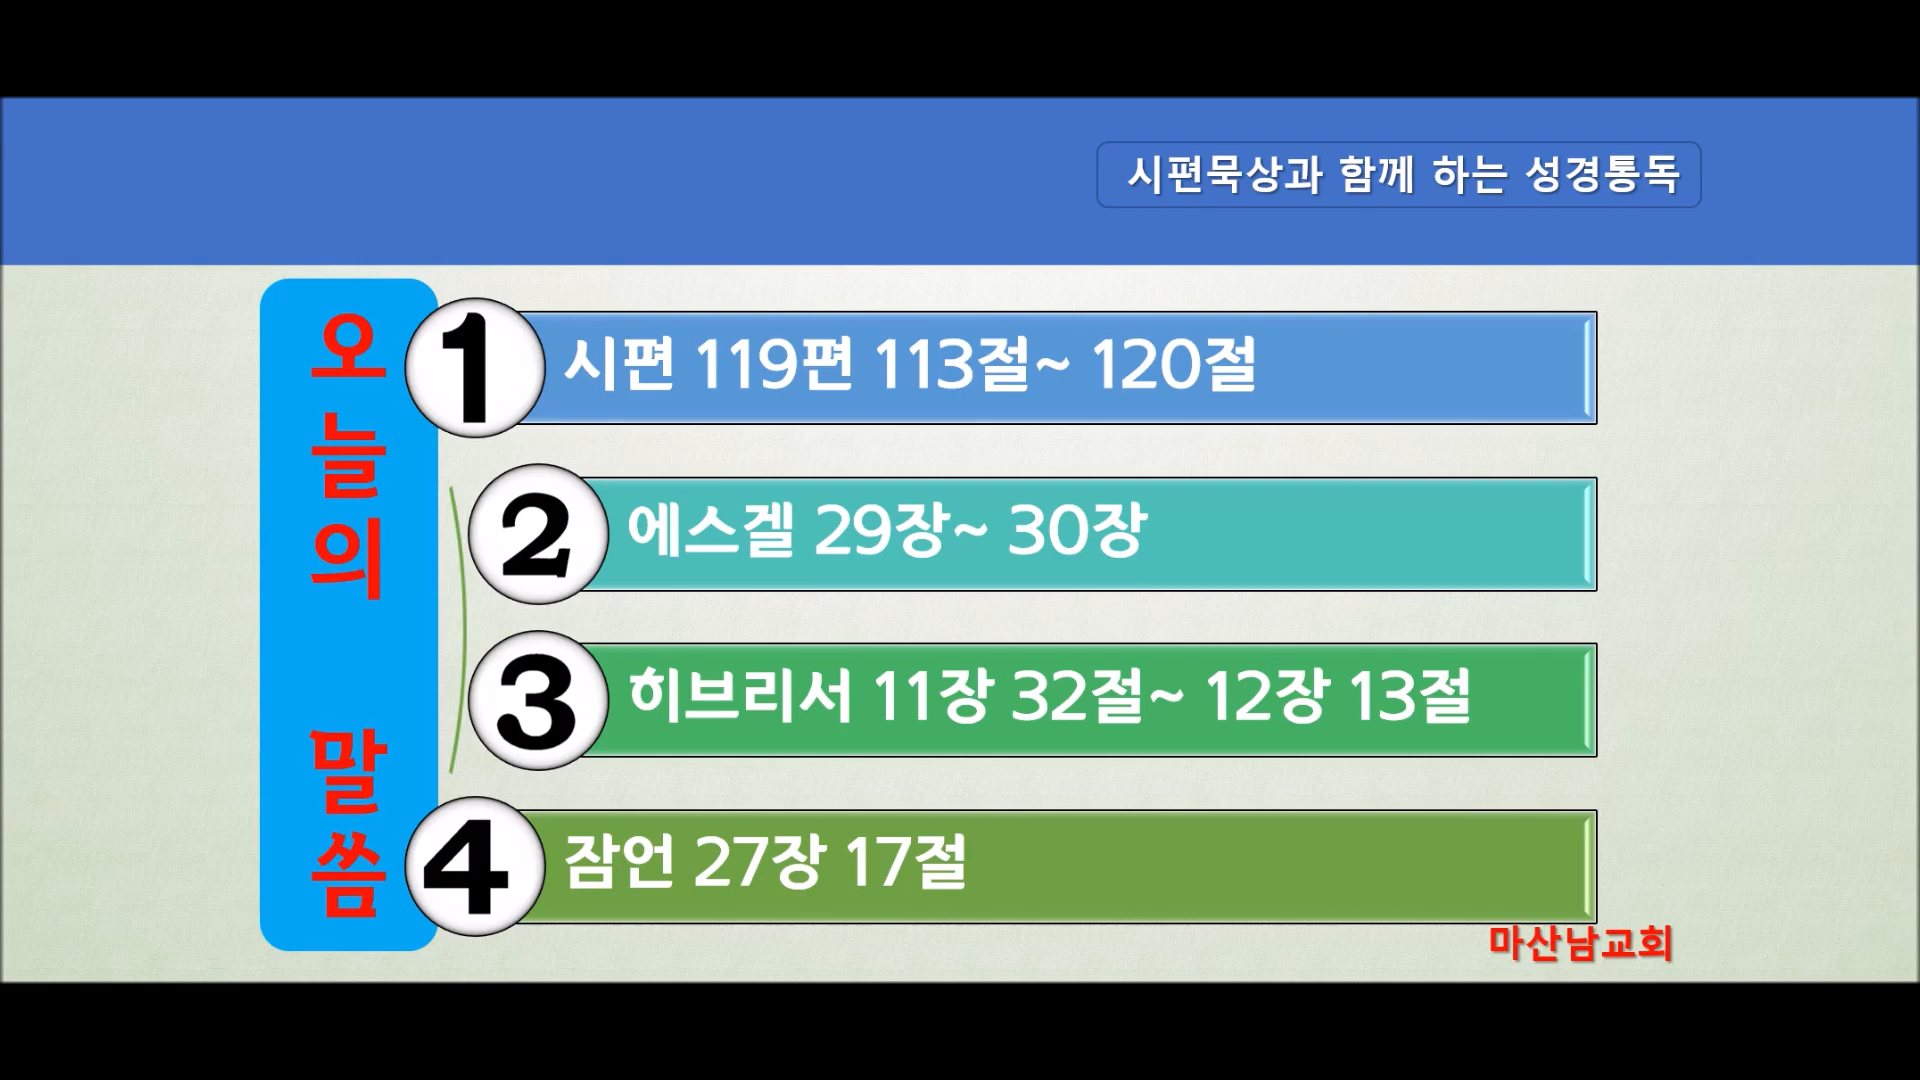 시편묵상과 함께 하는 성경통독
오늘의 말씀
1 시편 119편 113절~ 120절
2 에스겔 29장~ 30장
3 히브리서 11장 32절~ 12장 13절
4 잠언 27장 17절
마산남교회